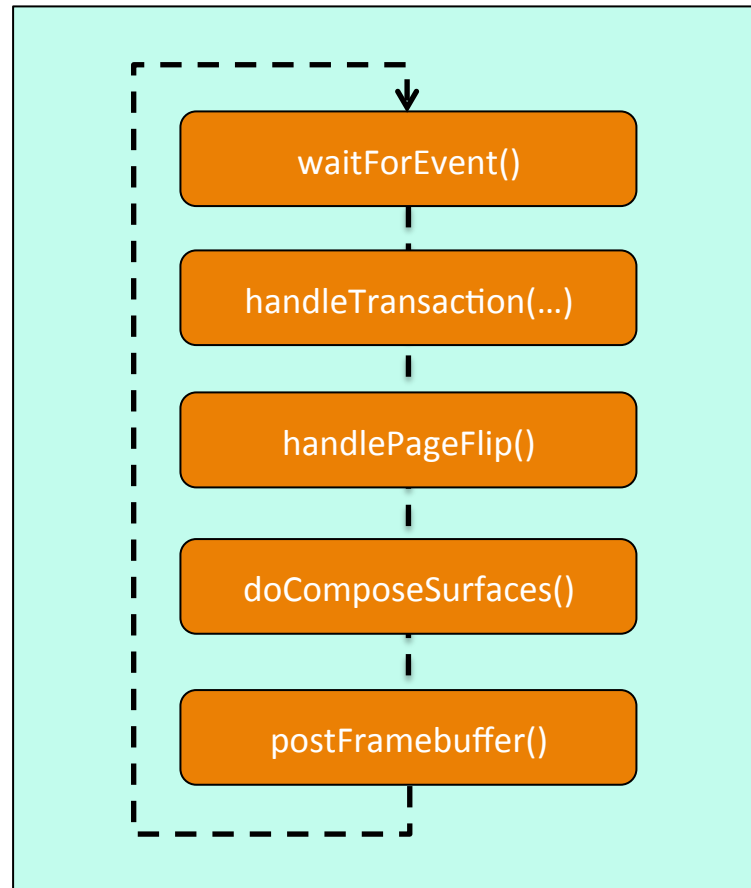 waitForEvent()
handleTransaction(…)
handlePageFlip()
doComposeSurfaces()
postFramebuffer()